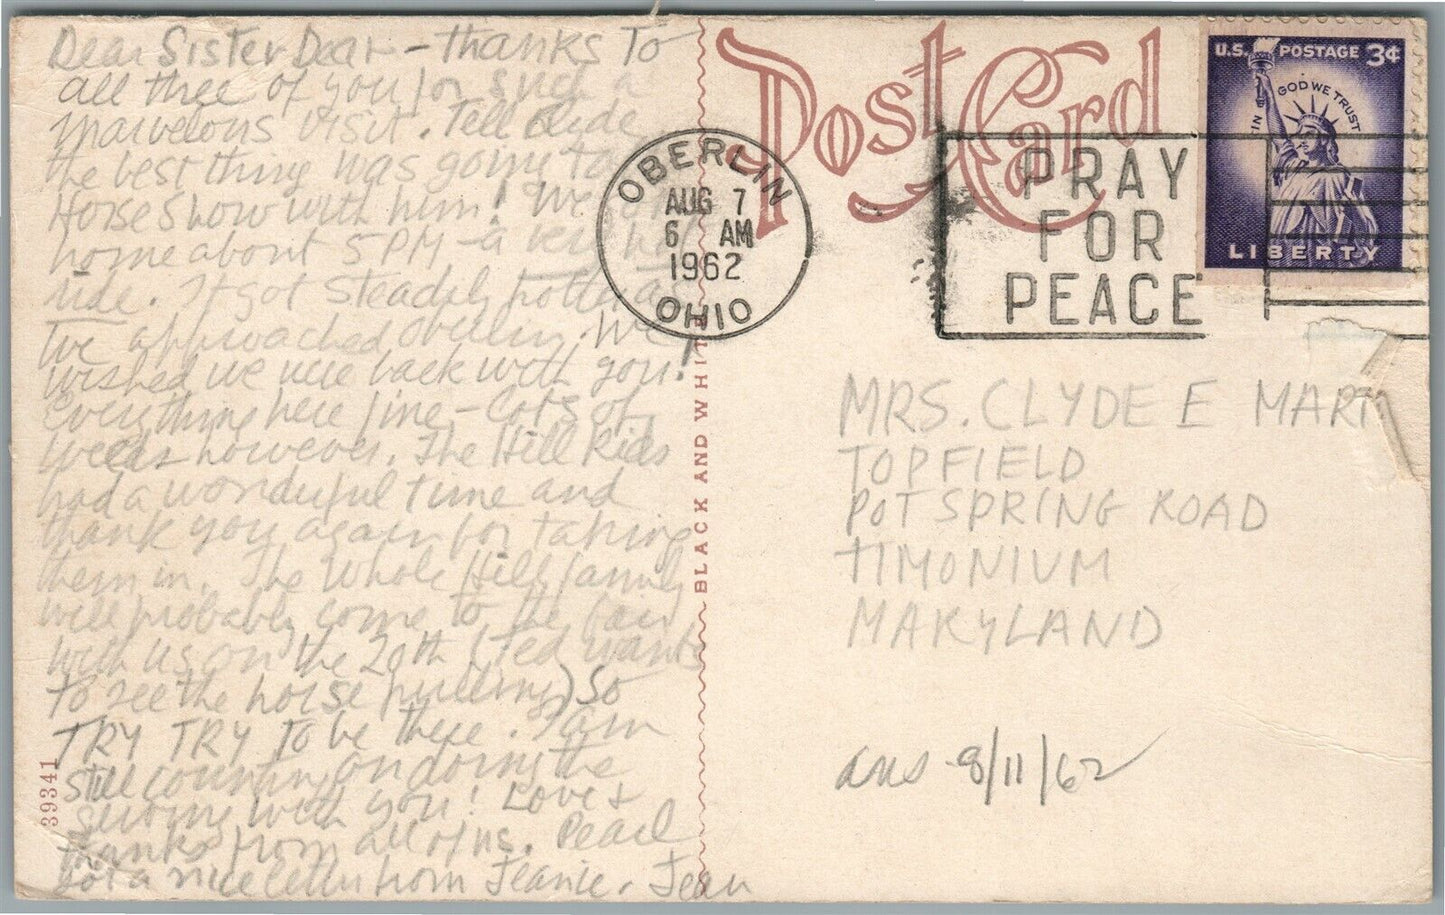 Dear Sister Dear - thanks to
all three of you for such a
marvelous visit. Tell
the best thing was going to
Horse Show with him! We
home about 5 PM - a very hot
ride. It got steadily hotter as
we approached Oberlin. We
wished we were back with you!
Everything here fine - Lots of
weeds however. The Hill Kids
had a wonderful time and
thank you again for taking
them in. The whole Hill family
will probably come to the fair
with us on the 20th (Ted wants
to see the horse pulling) so
TRY TRY to be there. I am
still counting on doing the
with you! Love &
thanks from all of us. Pearl
got a nice letter from Jeanie. Jean
39341
BLACK AND WHITE
Post Card
OBERLIN
AUG 7
6 AM
1962
OHIO
PRAY
FOR
PEACE
U.S. POSTAGE 3¢
IN GOD WE TRUST
LIBERTY
MRS. CLYDE E MART
TOPFIELD
POT SPRING ROAD
TIMONIUM
MARYLAND
ans 8/11/62